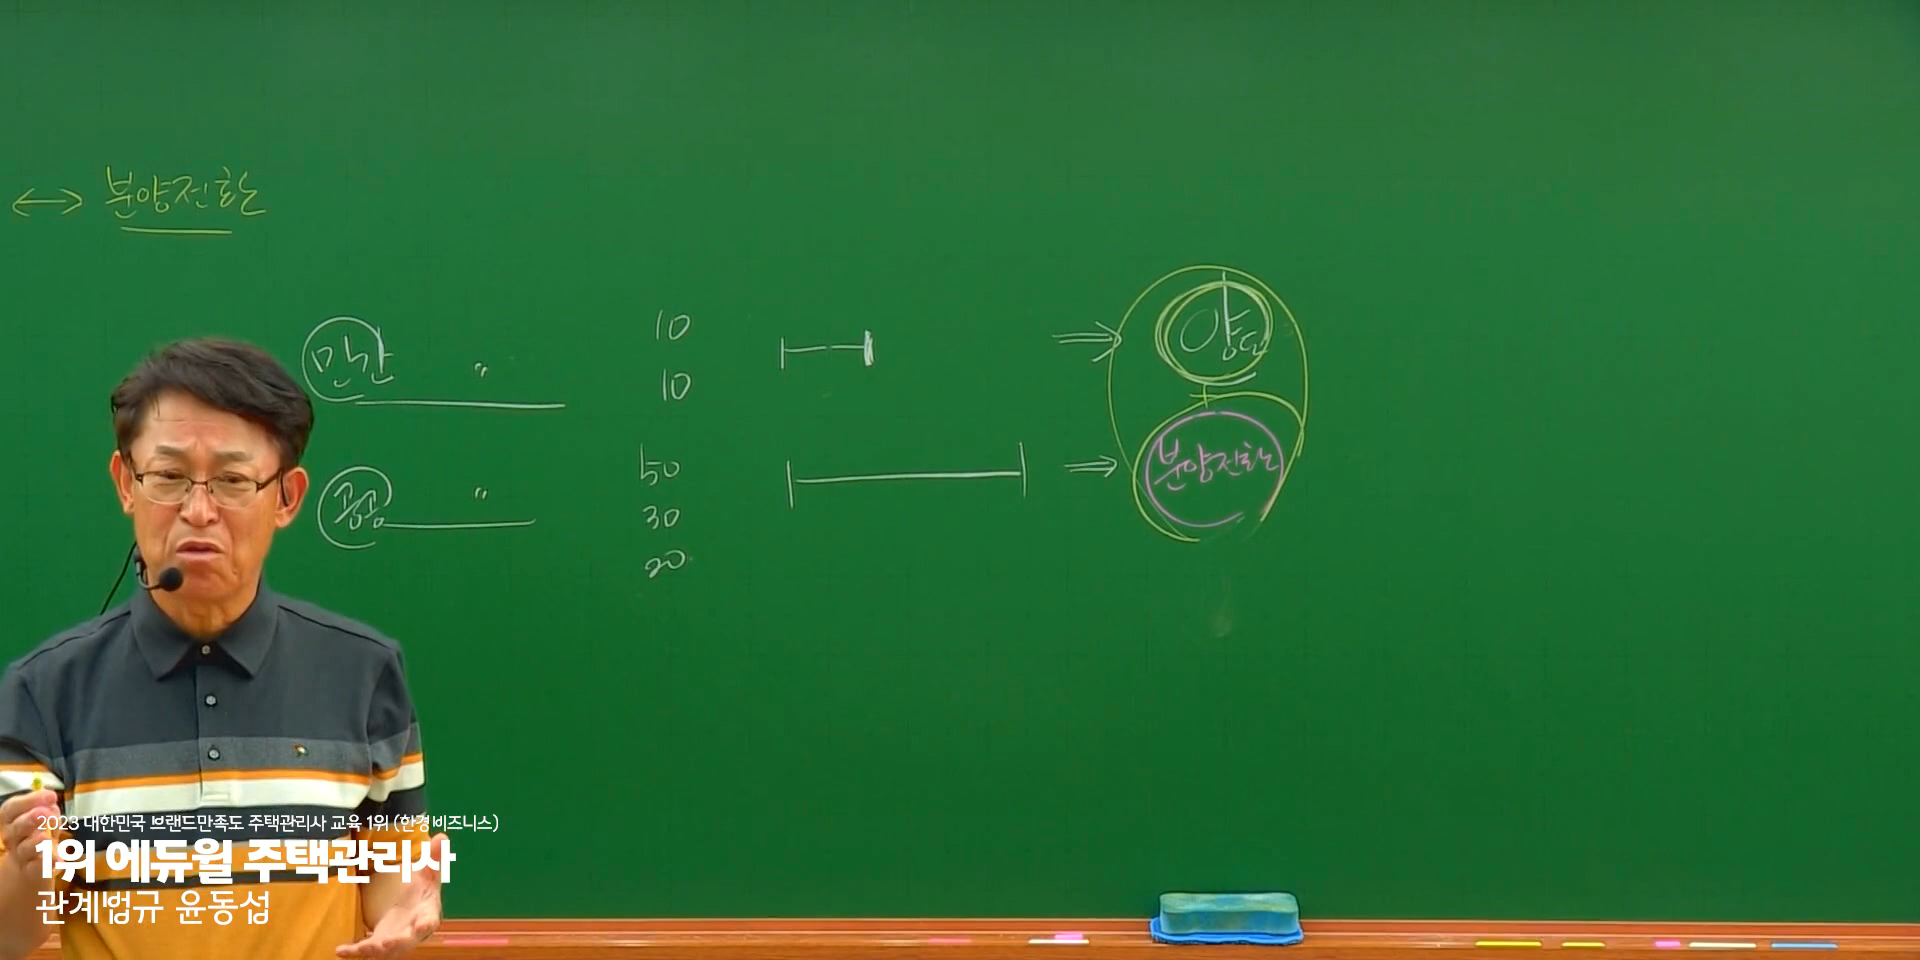 ↔ 분양전환
민간 〃
10
10
⇒ 양도
공공 〃
50
30
20
⇒ 분양전환
2023 대한민국 브랜드만족도 주택관리사 교육 1위 (한경비즈니스)
1위 에듀윌 주택관리사
관계법규 윤동섭